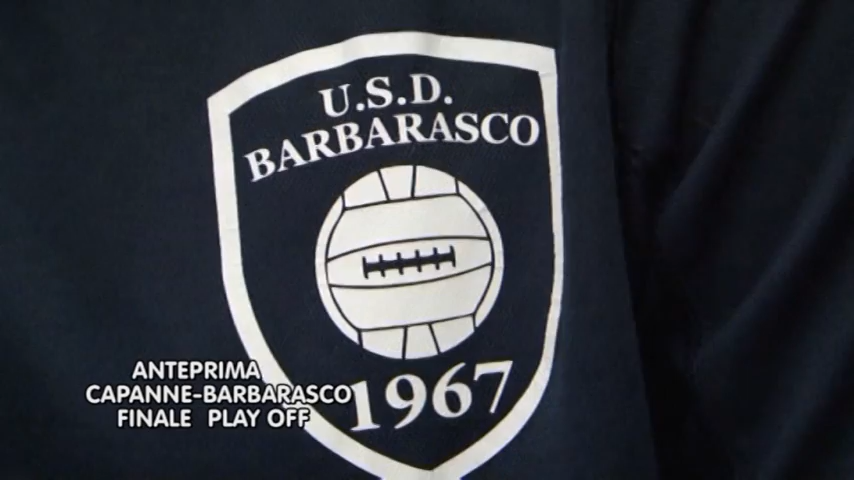 U.S.D.
BARBARASCO
1967
ANTEPRIMA
CAPANNE-BARBARASCO
FINALE PLAY OFF